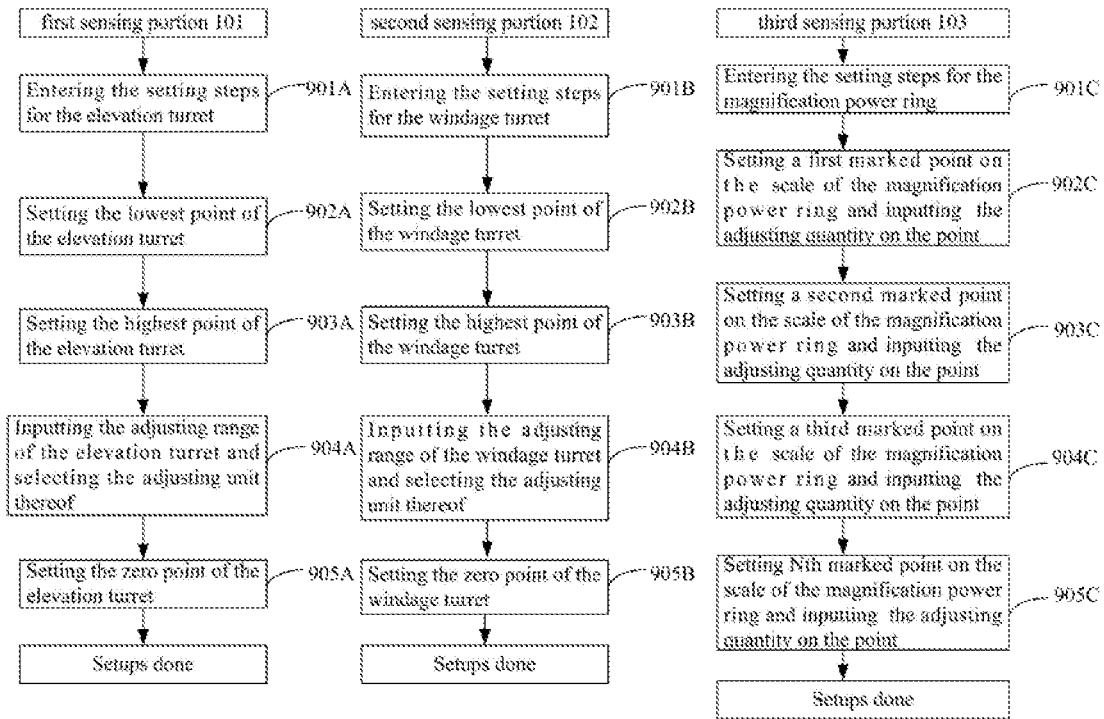 first sensing portion 101
Entering the setting steps
for the elevation turret
901A
Setting the lowest point of
the elevation turret
902A
Setting the highest point of
the elevation turret
903A
Inputting the adjusting range
of the elevation turret and
selecting the adjusting unit
thereof
904A
Setting the zero point of the
elevation turret
905A
Setups done
second sensing portion 102
Entering the setting steps
for the windage turret
901B
Setting the lowest point of
the windage turret
902B
Setting the highest point of
the windage turret
903B
Inputting the adjusting
range of the windage turret
and selecting the adjusting
unit thereof
904B
Setting the zero point of the
windage turret
905B
Setups done
third sensing portion 103
Entering the setting steps for the
magnification power ring
901C
Setting a first marked point on
the scale of the magnification
power ring and inputting the
adjusting quantity on the point
902C
Setting a second marked point
on the scale of the magnification
power ring and inputting the
adjusting quantity on the point
903C
Setting a third marked point on
the scale of the magnification
power ring and inputting the
adjusting quantity on the point
904C
Setting Nth marked point on the
scale of the magnification power
ring and inputting the adjusting
quantity on the point
905C
Setups done